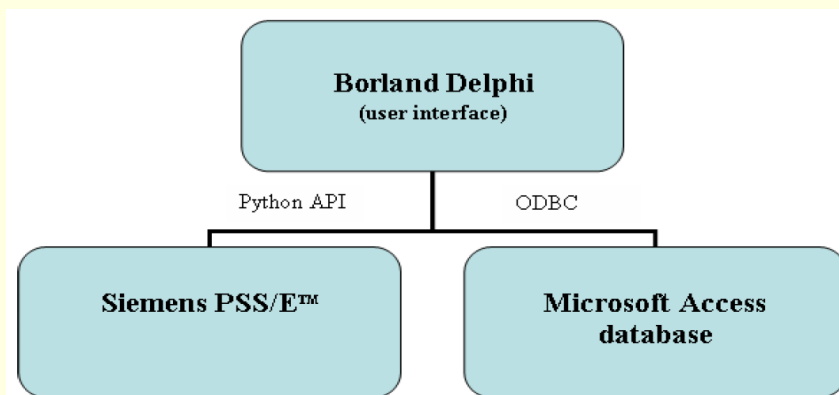 Borland Delphi
(user interface)
Python API
ODBC
Siemens PSS/E™
Microsoft Access
database